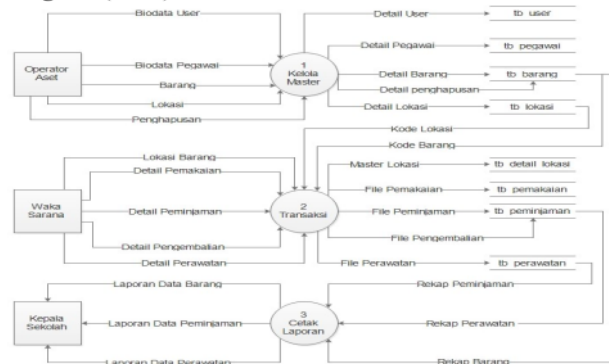 Biodata User
Detail User
tb user
Operator
Aset
Biodata Pegawai
Barang
Lokasi
Penghapusan
1
Kelola
Master
Detail Pegawai
tb pegawai
Detail Barang
tb barang
Detail penghapusan
Detail Lokasi
tb lokasi
Kode Lokasi
Kode Barang
Lokasi Barang
Detail Pemakaian
Waka
Sarana
Detail Peminjaman
Detail Pengembalian
Detail Perawatan
2
Transaksi
Master Lokasi
tb detail lokasi
File Pemakaian
tb pemakaian
File Peminjaman
tb peminjaman
File Pengembalian
File Perawatan
tb perawatan
Laporan Data Barang
Rekap Peminjaman
Kepala
Sekolah
Laporan Data Peminjaman
3
Cetak
Laporan
Rekap Perawatan
Laporan Data Perawatan
Rekap Barang